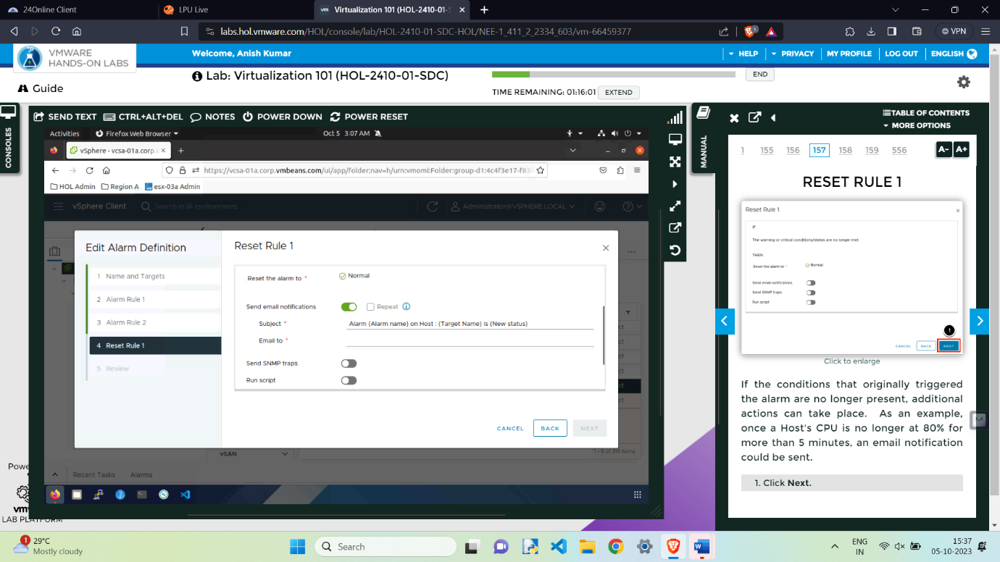 24Online Client
LPU Live
vm Virtualization 101 (HOL-2410-01-S
labs.hol.vmware.com/HOL/console/lab/HOL-2410-01-SDC-HOL/NEE-1_411_2_2334_603/vm-66459377
1
VPN
VMWARE
HANDS-ON LABS
Welcome, Anish Kumar
HELP
PRIVACY
MY PROFILE
LOG OUT
ENGLISH
Lab: Virtualization 101 (HOL-2410-01-SDC)
END
Guide
TIME REMAINING: 01:16:01
EXTEND
CONSOLES
SEND TEXT
CTRL+ALT+DEL
NOTES
POWER DOWN
POWER RESET
Activities
Firefox Web Browser
Oct 5 3:07 AM
vSphere - vcsa-01a.corp.v
https://vcsa-01a.corp.vmbeans.com/ui/app/folder;nav=h/urn:vmomi:Folder:group-d1:4c4f3e17-f83
HOL Admin
Region A
esx-03a Admin
vSphere Client
Search in all environments
Administrator@VSPHERE.LOCAL
Edit Alarm Definition
1 Name and Targets
2 Alarm Rule 1
3 Alarm Rule 2
4 Reset Rule 1
5 Review
Reset Rule 1
Reset the alarm to *
Normal
Send email notifications
Repeat
Subject *
Alarm {Alarm name} on Host : {Target Name} is {New status}
Email to *
Send SNMP traps
Run script
CANCEL
BACK
NEXT
vSAN
Recent Tasks
Alarms
MANUAL
TABLE OF CONTENTS
MORE OPTIONS
1 155 156 157 158 159 556
A- A+
RESET RULE 1
Reset Rule 1
IF
The warning or critical conditions/states are no longer met
THEN
Reset the alarm to *
Normal
Send email notifications
Send SNMP traps
Run script
1
CANCEL
BACK
NEXT
Click to enlarge
If the conditions that originally triggered
the alarm are no longer present, additional
actions can take place. As an example,
once a Host's CPU is no longer at 80% for
more than 5 minutes, an email notification
could be sent.
1. Click Next.
Powe
vm
LAB PLATFORM
1
29°C
Mostly cloudy
Search
ENG
IN
15:37
05-10-2023